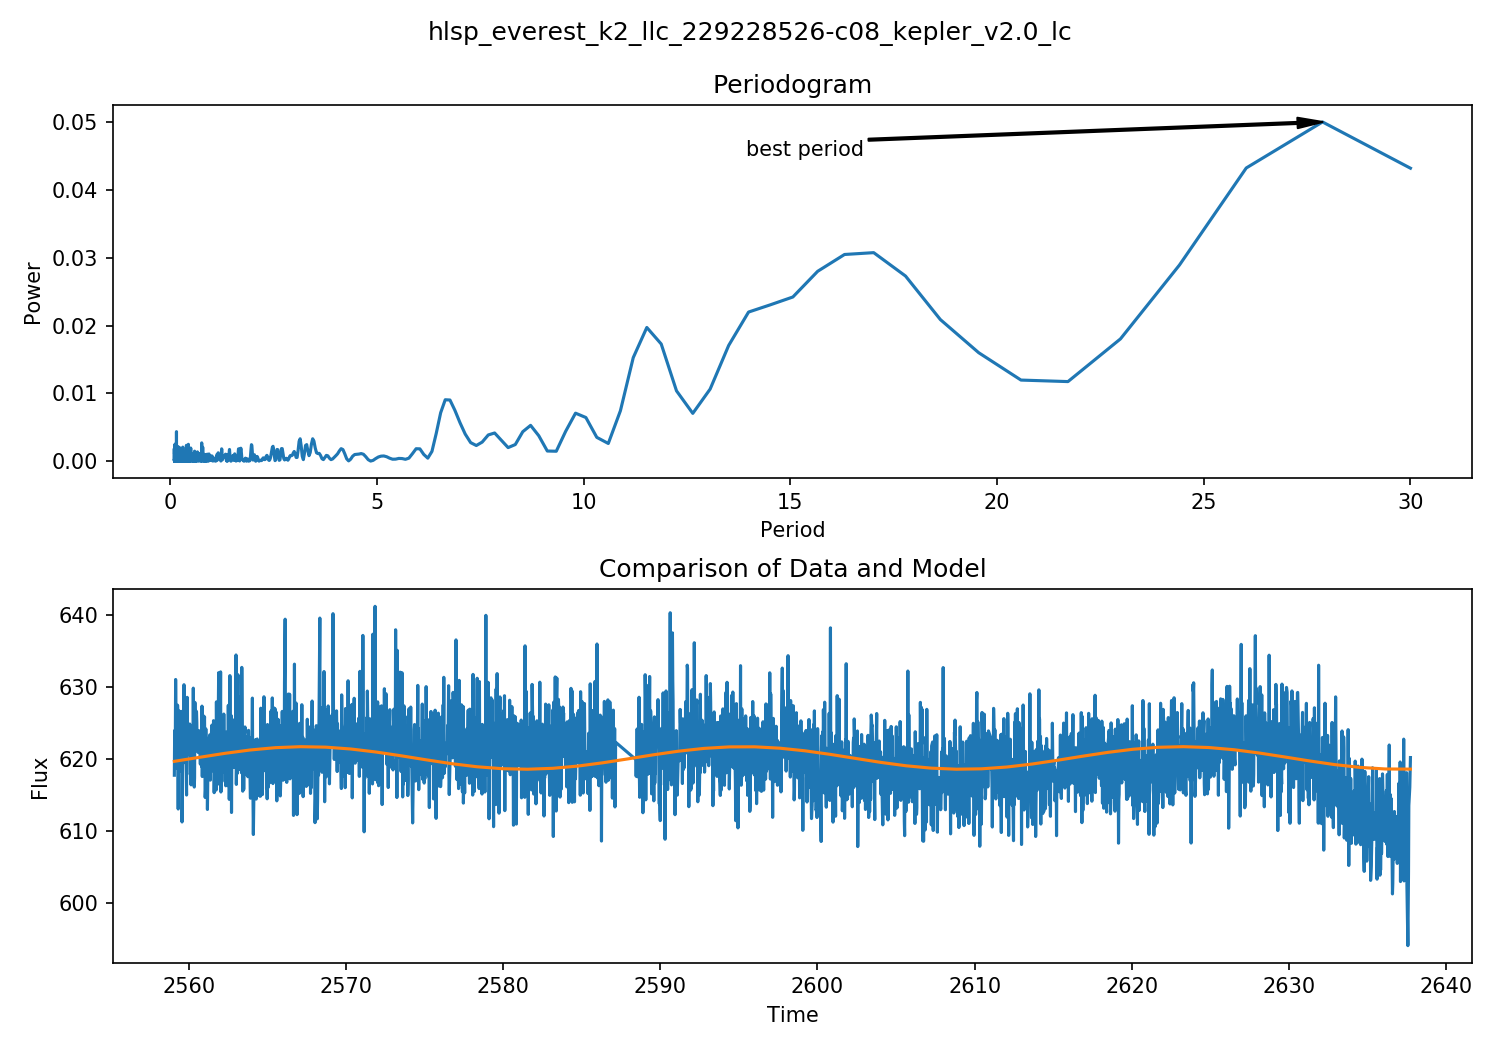 hlsp_everest_k2_llc_229228526-c08_kepler_v2.0_lc
Periodogram
0.05
0.04
0.03
0.02
0.01
0.00
Power
best period
0 5 10 15 20 25 30
Period
Comparison of Data and Model
640
630
620
610
600
Flux
2560 2570 2580 2590 2600 2610 2620 2630 2640
Time